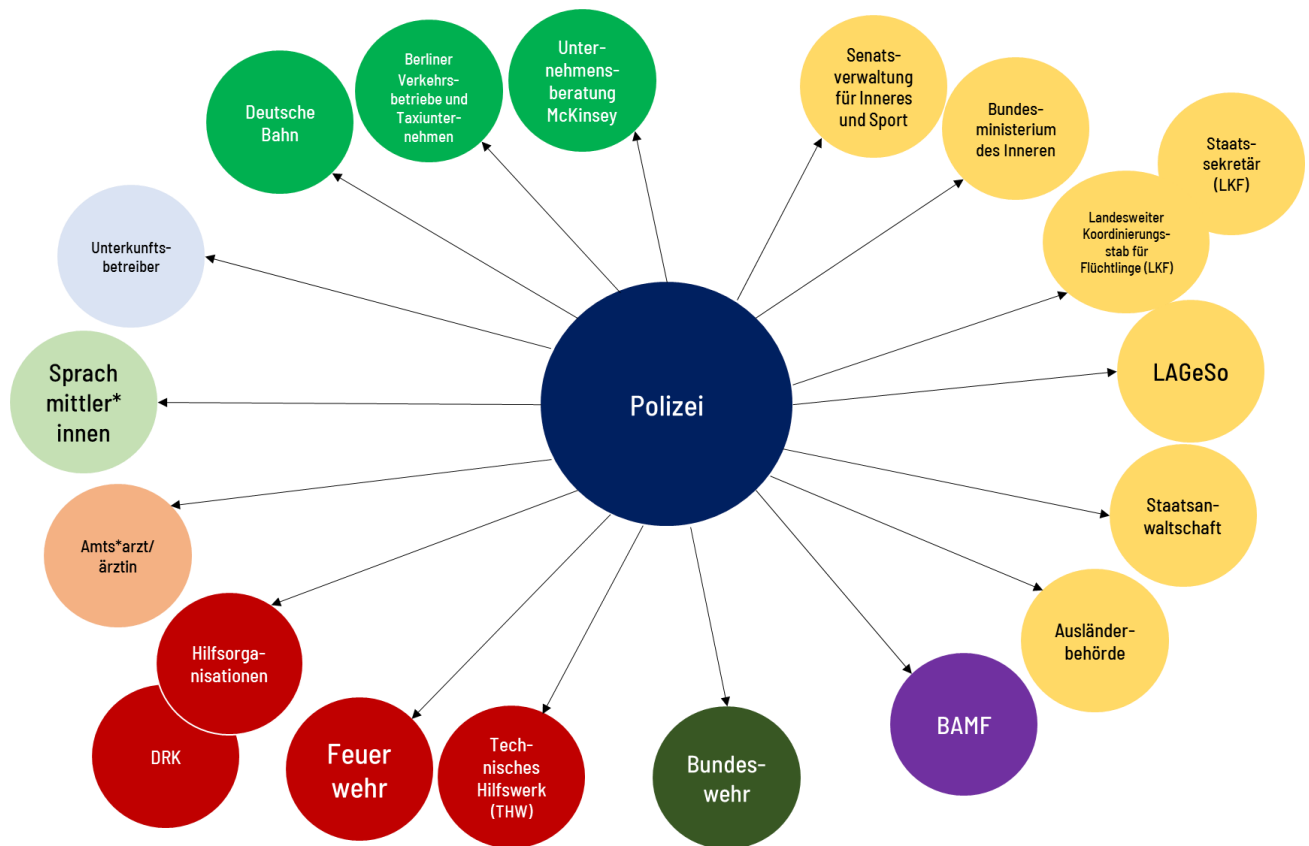 Deutsche
Bahn
Berliner
Verkehrs-
betriebe und
Taxiunter-
nehmen
Unter-
nehmens-
beratung
McKinsey
Senats-
verwaltung
für Inneres
und Sport
Bundes-
ministerium
des Inneren
Staats-
sekretär
(LKF)
Landesweiter
Koordinierungs-
stab für
Flüchtlinge (LKF)
LAGeSo
Staatsan-
waltschaft
Ausländer-
behörde
BAMF
Bundes-
wehr
Tech-
nisches
Hilfswerk
(THW)
Feuer
wehr
DRK
Hilfsorga-
nisationen
Amts*arzt/
ärztin
Sprach
mittler*
innen
Unterkunfts-
betreiber
Polizei